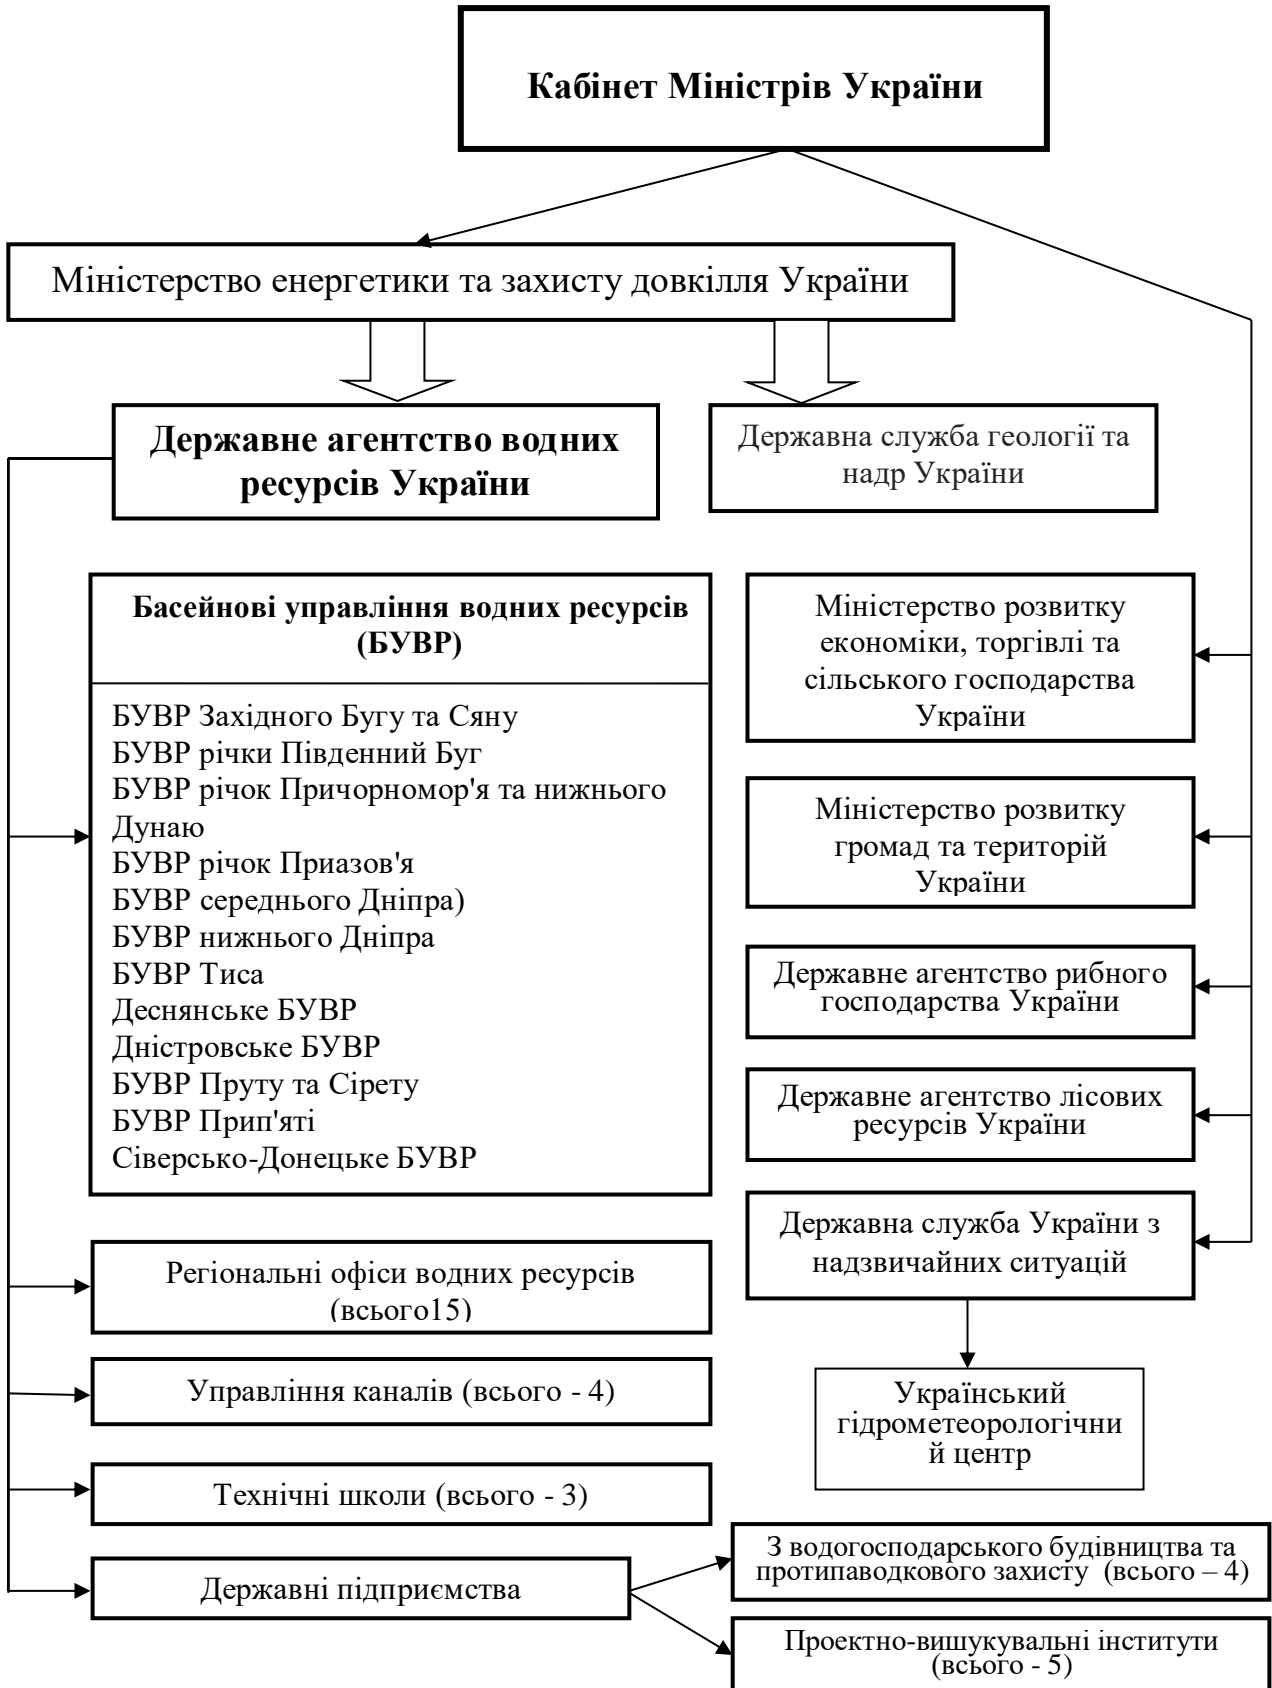 Кабінет Міністрів України
Міністерство енергетики та захисту довкілля України
Державне агентство водних
ресурсів України
Державна служба геології та
надр України
Басейнові управління водних ресурсів
(БУВР)
БУВР Західного Бугу та Сяну
БУВР річки Південний Буг
БУВР річок Причорномор'я та нижнього
Дунаю
БУВР річок Приазов'я
БУВР середнього Дніпра)
БУВР нижнього Дніпра
БУВР Тиса
Деснянське БУВР
Дністровське БУВР
БУВР Пруту та Сірету
БУВР Прип'яті
Сіверсько-Донецьке БУВР
Міністерство розвитку
економіки, торгівлі та
сільського господарства
України
Міністерство розвитку
громад та територій
України
Державне агентство рибного
господарства України
Державне агентство лісових
ресурсів України
Державна служба України з
надзвичайних ситуацій
Український
гідрометеорологічни
й центр
Регіональні офіси водних ресурсів
(всього15)
Управління каналів (всього - 4)
Технічні школи (всього - 3)
Державні підприємства
З водогосподарського будівництва та
протипаводкового захисту (всього – 4)
Проектно-вишукувальні інститути
(всього - 5)